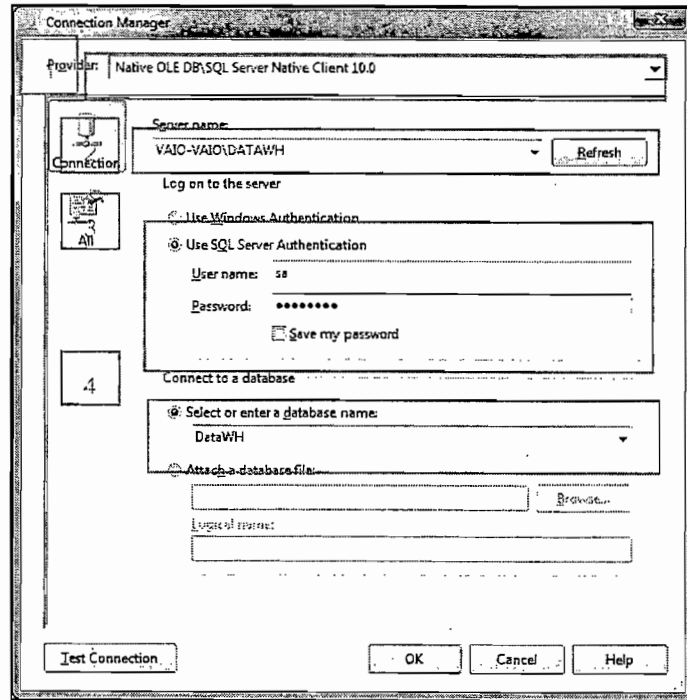 Connection Manager
Provider: Native OLE DB\SQL Server Native Client 10.0
Connection
All
Server name:
VAIO-VAIO\DATAWH
Refresh
Log on to the server
Use Windows Authentication
Use SQL Server Authentication
User name: sa
Password: ••••••••
Save my password
Connect to a database
Select or enter a database name:
DataWH
Attach a database file:
Browse...
Logical name:
2
3
4
Test Connection
OK
Cancel
Help